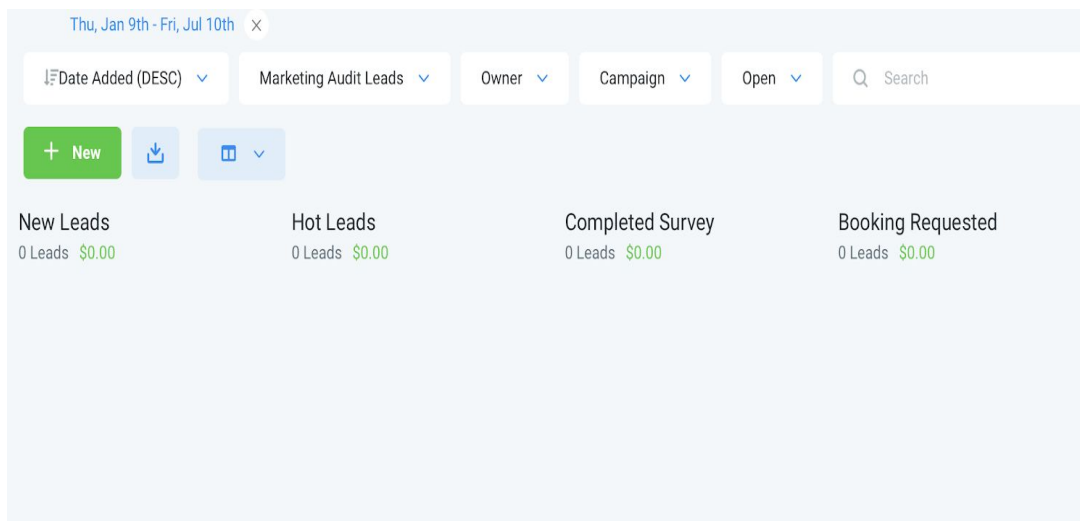 Thu, Jan 9th - Fri, Jul 10th X
Date Added (DESC) Marketing Audit Leads Owner Campaign Open Search
+ New
New Leads Hot Leads Completed Survey Booking Requested
0 Leads $0.00 0 Leads $0.00 0 Leads $0.00 0 Leads $0.00